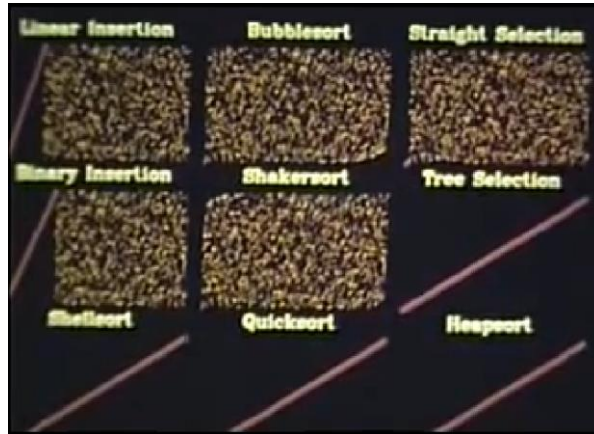 Linear Insertion
Bubblesort
Straight Selection
Binary Insertion
Shakersort
Tree Selection
Shellsort
Quicksort
Heapsort